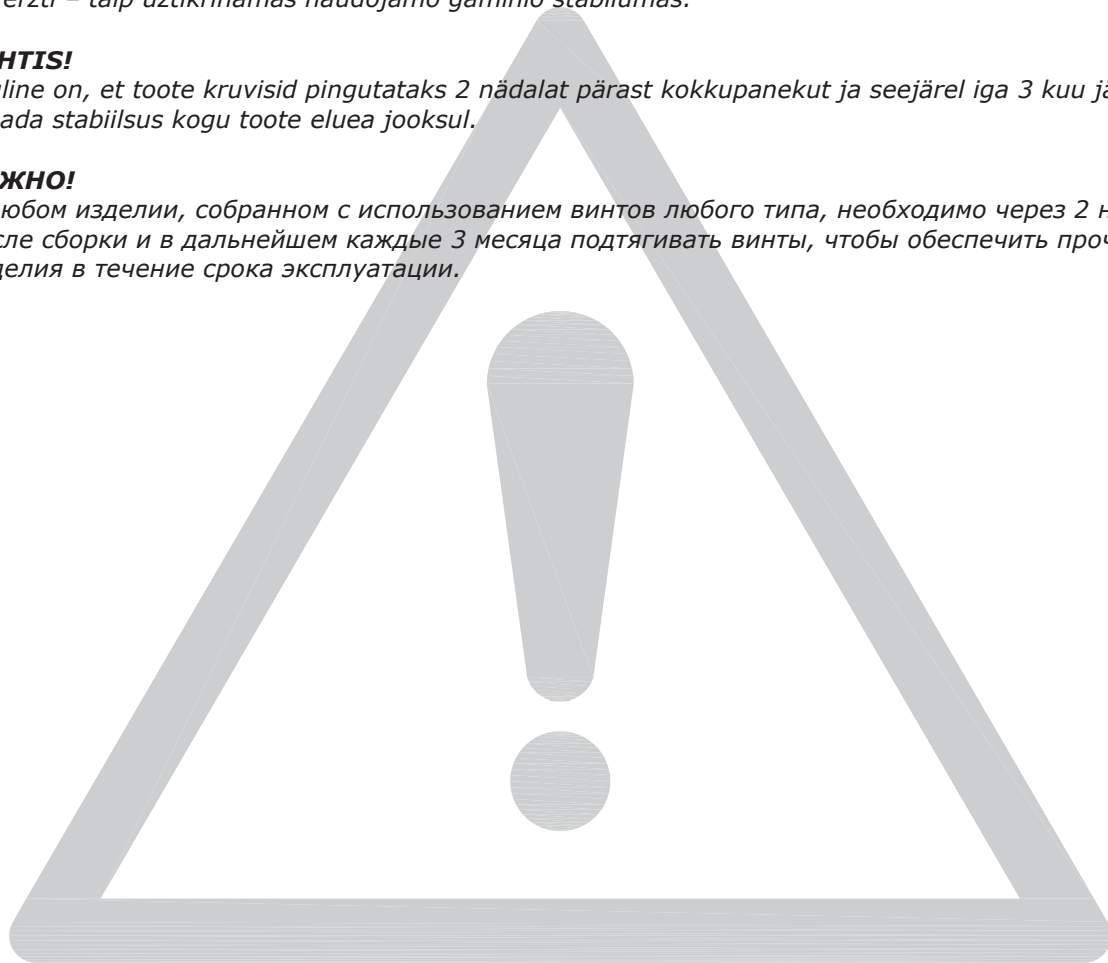 eržti – taip užtikrinamas naudojamo gaminio stabilumas.
HTIS!
line on, et toote kruvisid pingutataks 2 nädalat pärast kokkupanekut ja seejärel iga 3 kuu jä
ada stabiilsus kogu toote eluea jooksul.
ЖНО!
юбом изделии, собранном с использованием винтов любого типа, необходимо через 2 н
сле сборки и в дальнейшем каждые 3 месяца подтягивать винты, чтобы обеспечить проч
делия в течение срока эксплуатации.